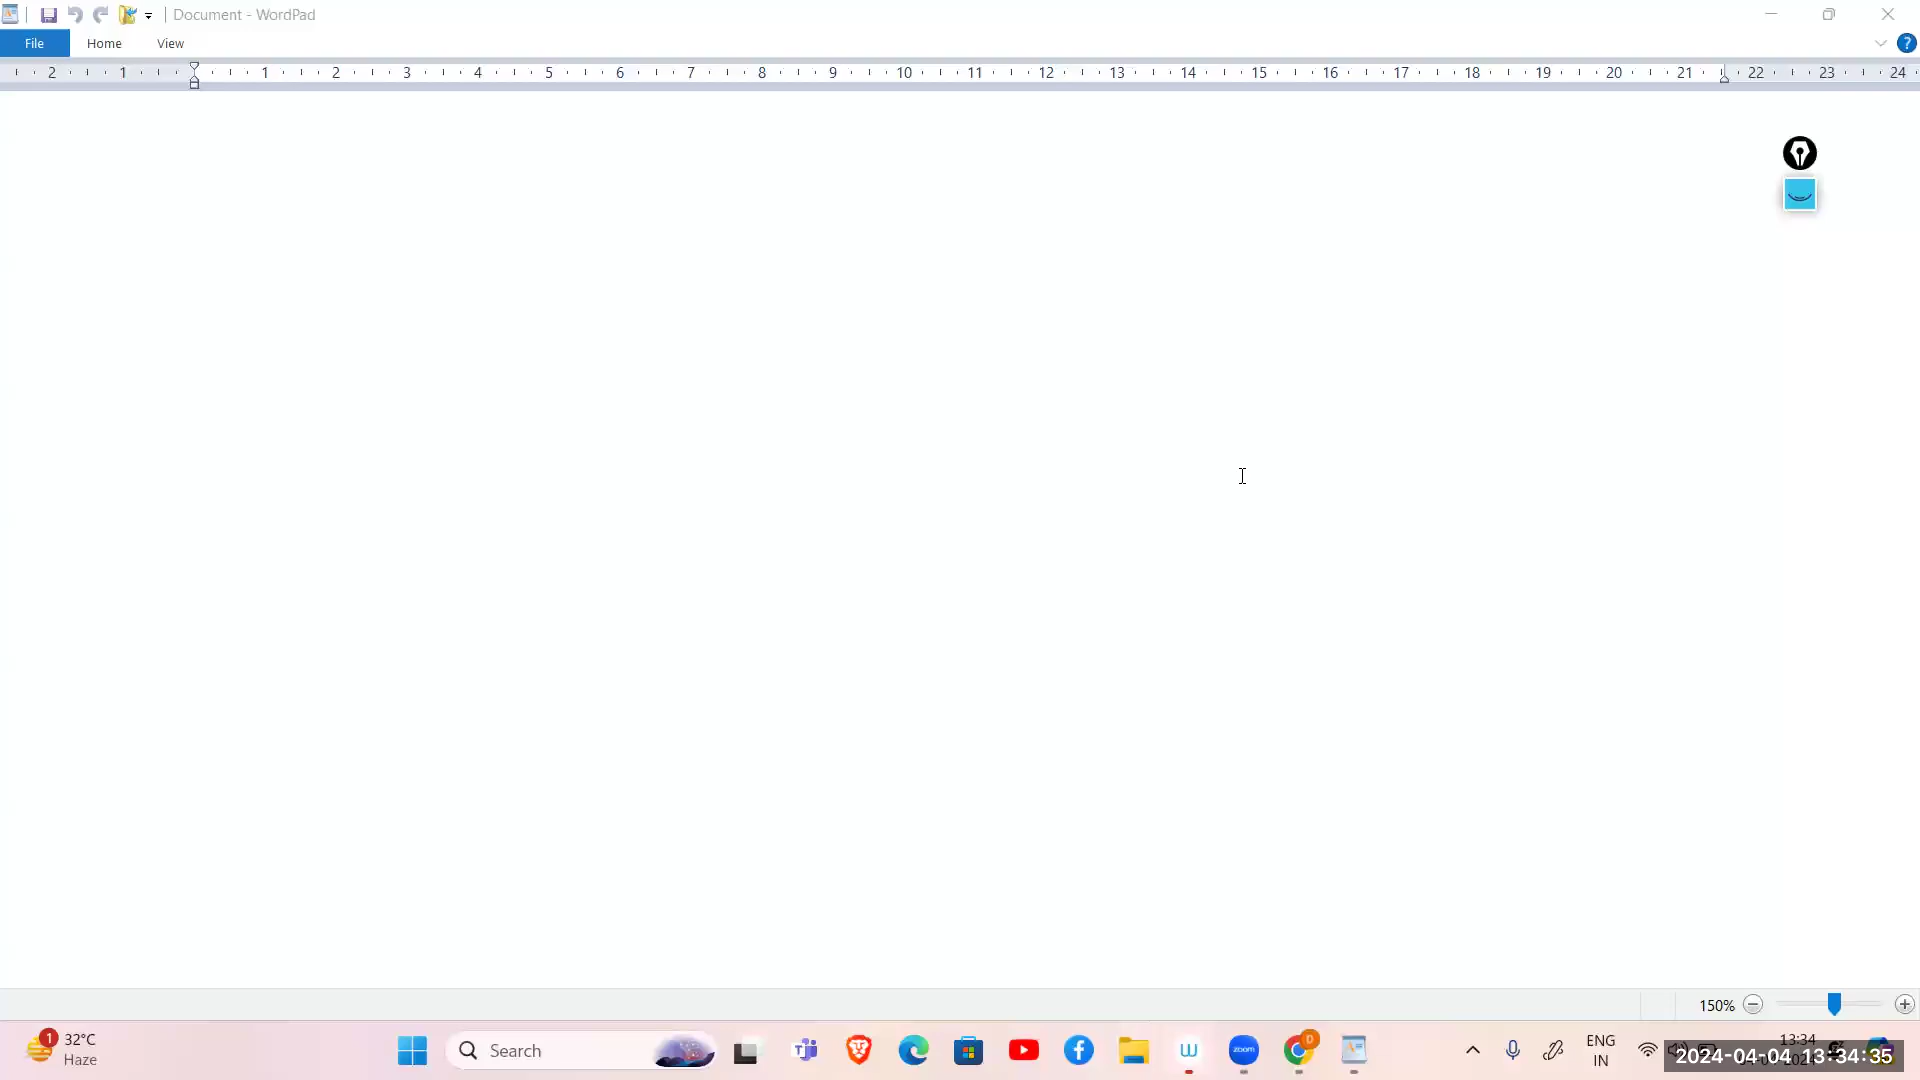 Document - WordPad
File Home View
2 1 1 2 3 4 5 6 7 8 9 10 11 12 13 14 15 16 17 18 19 20 21 22 23 24
150%
1 32°C
Haze
Search
zoom
D
ENG
IN
13:34
2024-04-04 13:34:35